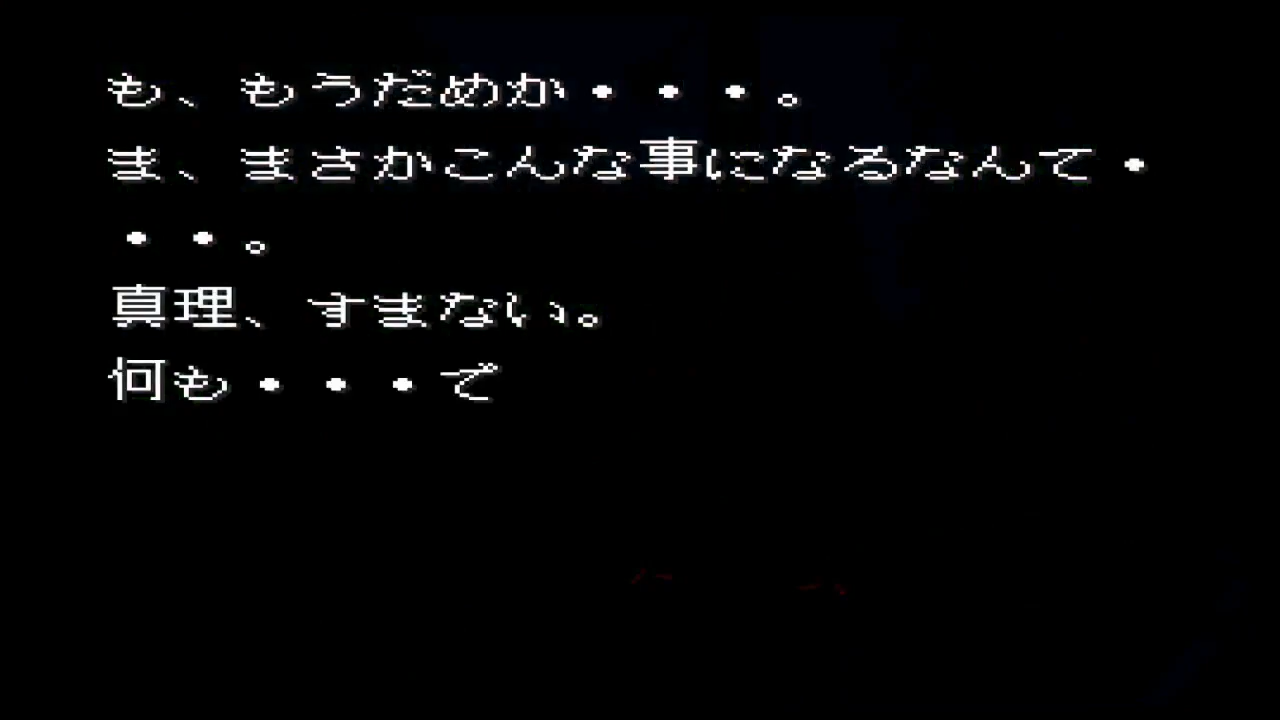 も、もうだめか・・・。
ま、まさかこんな事になるなんて・
・・。
真理、すまない。
何も・・・で